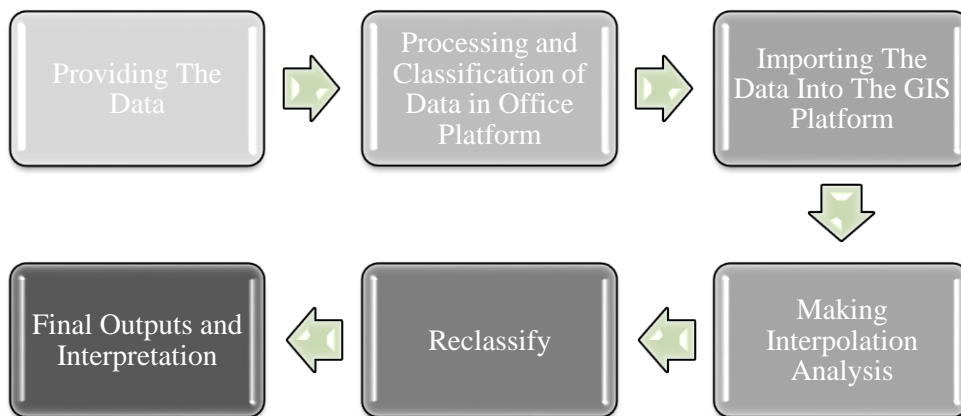 Providing The
Data
Processing and
Classification of
Data in Office
Platform
Importing The
Data Into The GIS
Platform
Making
Interpolation
Analysis
Reclassify
Final Outputs and
Interpretation